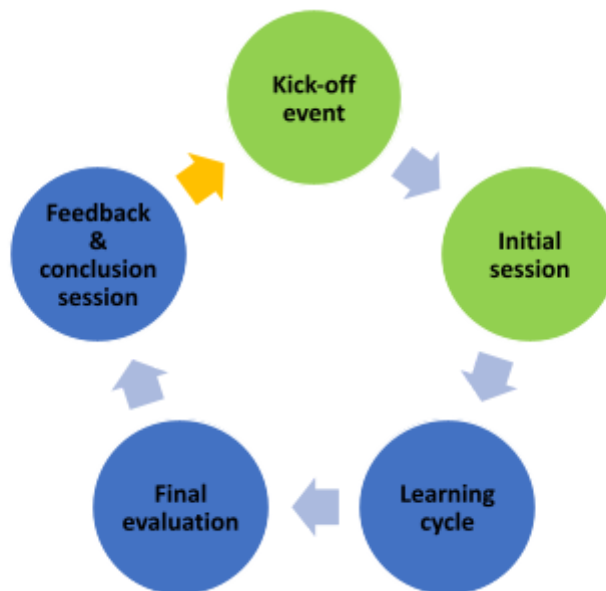 Kick-off
event
Initial
session
Learning
cycle
Final
evaluation
Feedback
&
conclusion
session